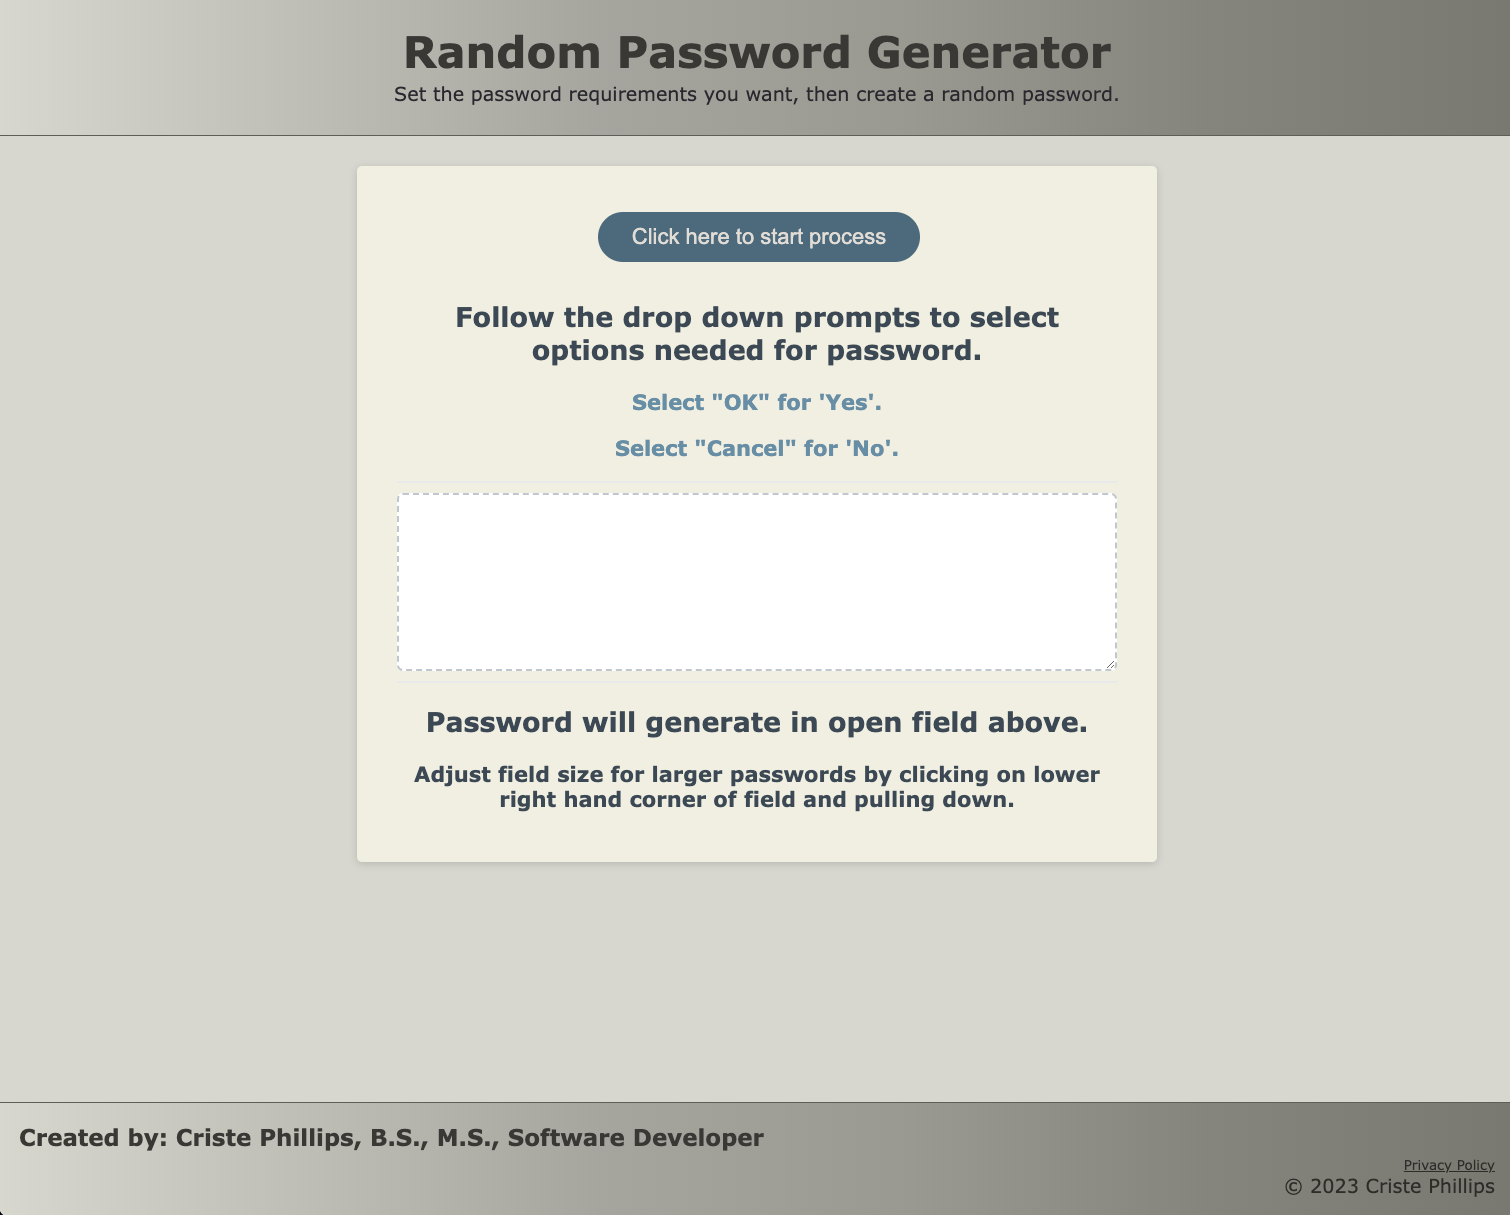 Random Password Generator
Set the password requirements you want, then create a random password.
Click here to start process
Follow the drop down prompts to select
options needed for password.
Select "OK" for 'Yes'.
Select "Cancel" for 'No'.
Password will generate in open field above.
Adjust field size for larger passwords by clicking on lower
right hand corner of field and pulling down.
Created by: Criste Phillips, B.S., M.S., Software Developer
Privacy Policy
© 2023 Criste Phillips